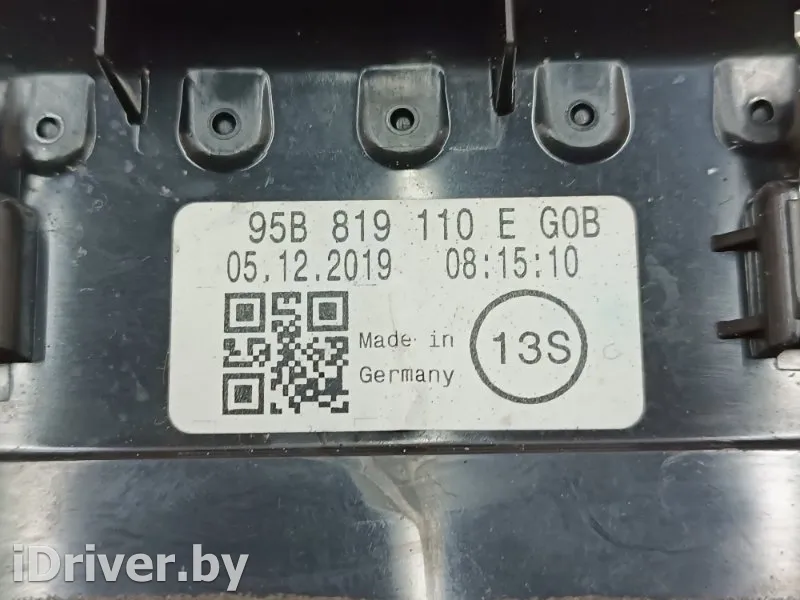 95B 819 110 E G0B
05.12.2019 08:15:10
Made in
Germany
13S
iDriver.by